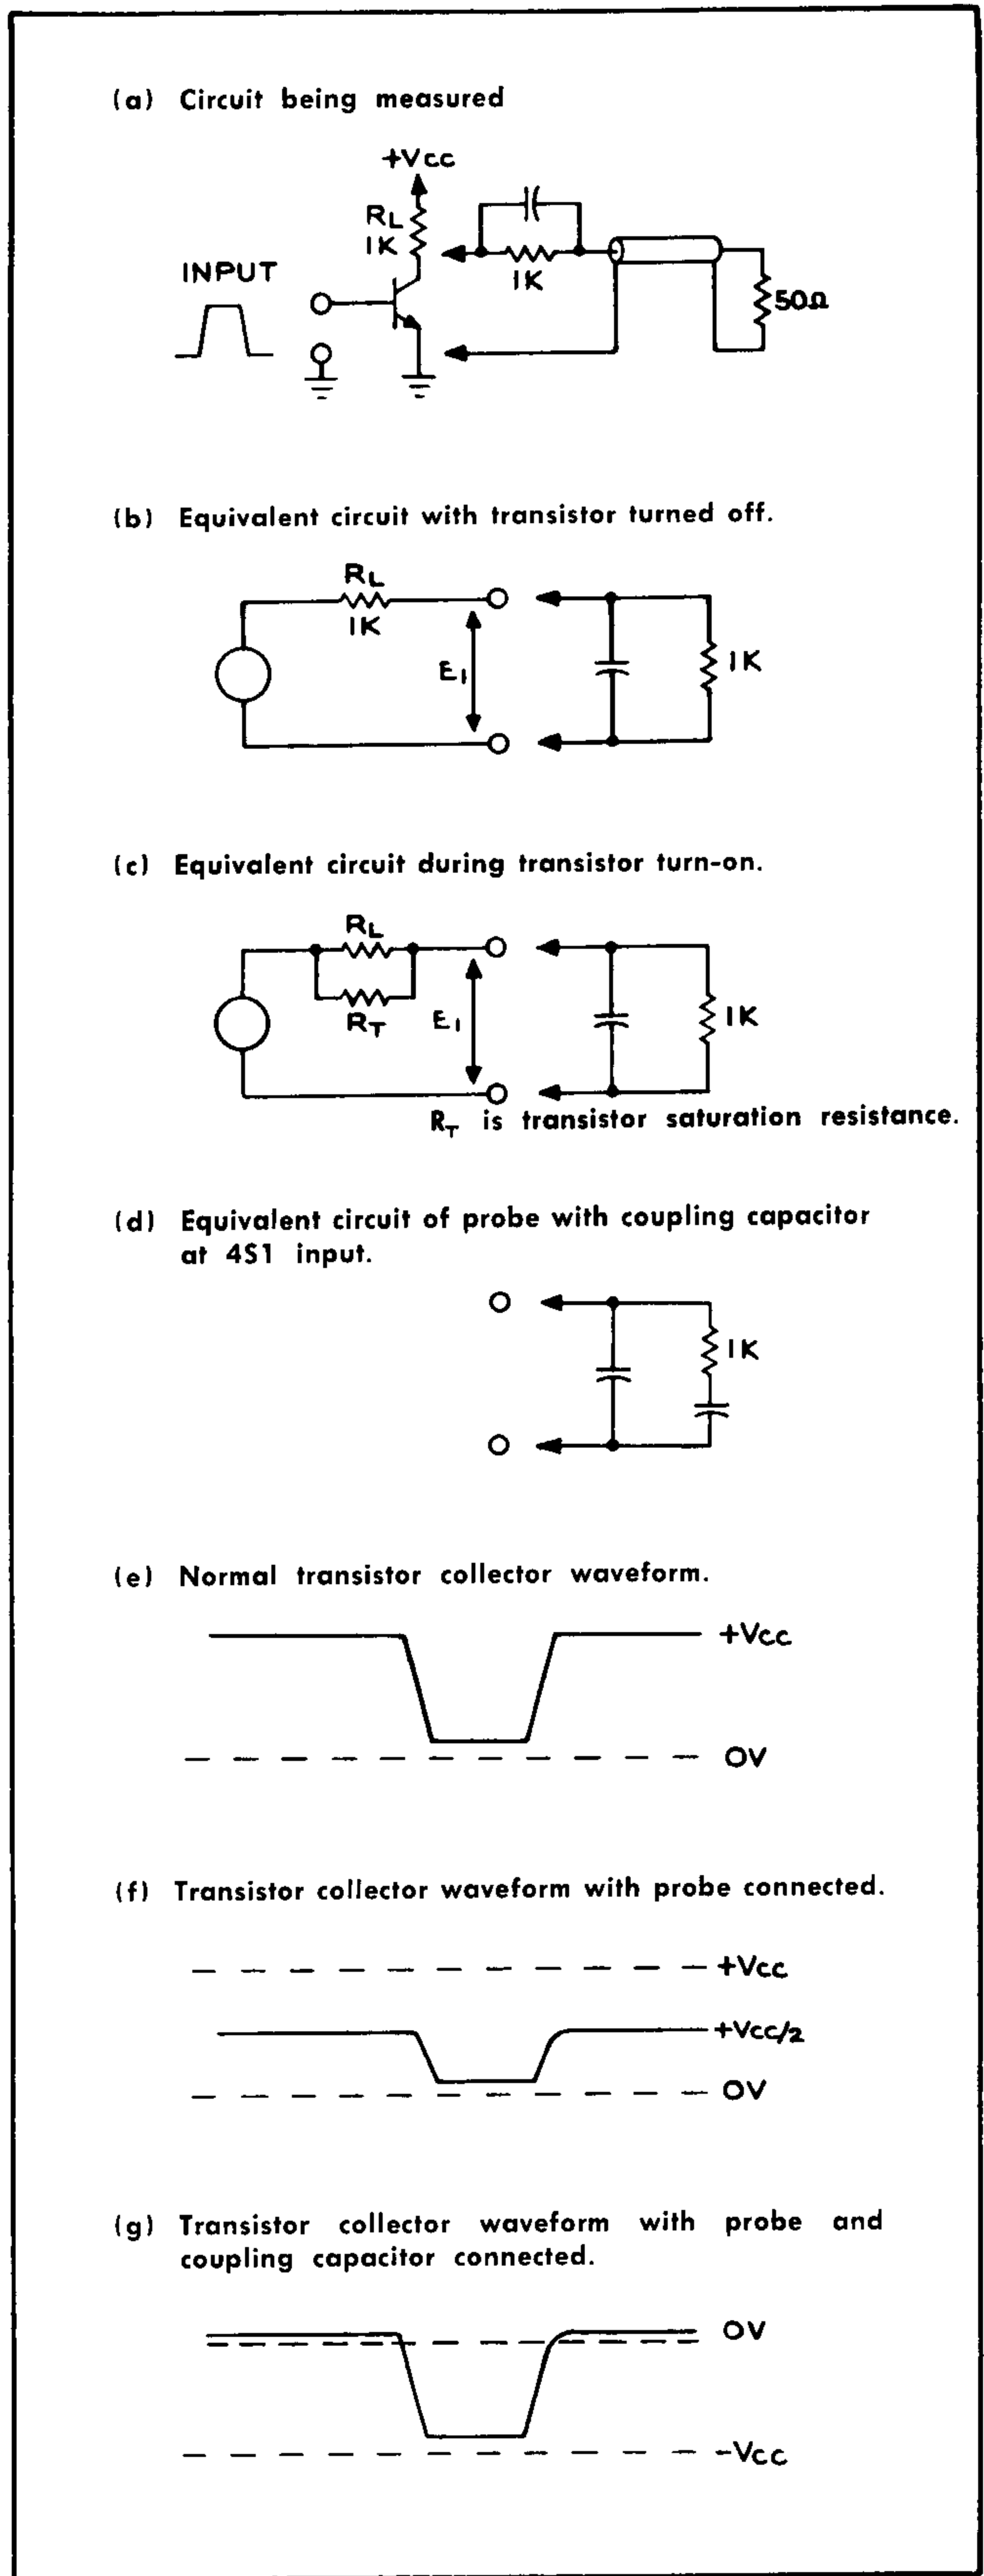 (a) Circuit being measured
+Vcc
RL
1K
1K
INPUT
50Ω
(b) Equivalent circuit with transistor turned off.
RL
1K
E1
1K
(c) Equivalent circuit during transistor turn-on.
RL
RT
E1
1K
RT is transistor saturation resistance.
(d) Equivalent circuit of probe with coupling capacitor
at 4S1 input.
1K
(e) Normal transistor collector waveform.
+Vcc
0V
(f) Transistor collector waveform with probe connected.
+Vcc
+Vcc/2
0V
(g) Transistor collector waveform with probe and
coupling capacitor connected.
0V
-Vcc